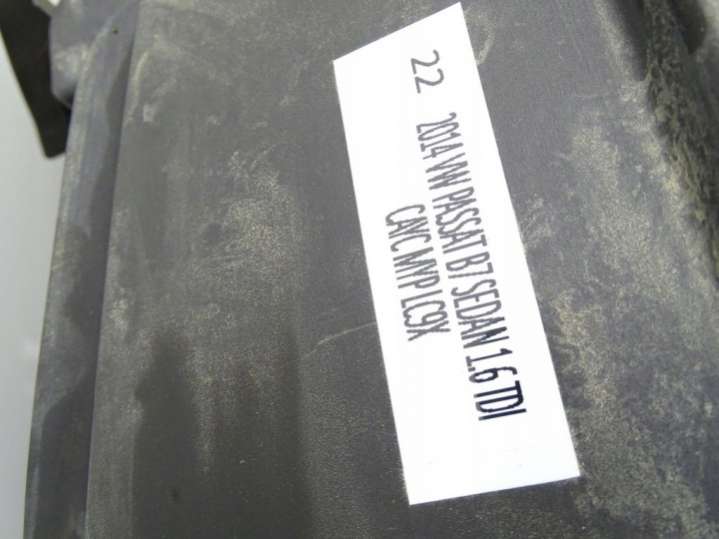 22 2014 VW PASSAT B7 SEDAN 1.6 TDI
CAYC MYP LC9X